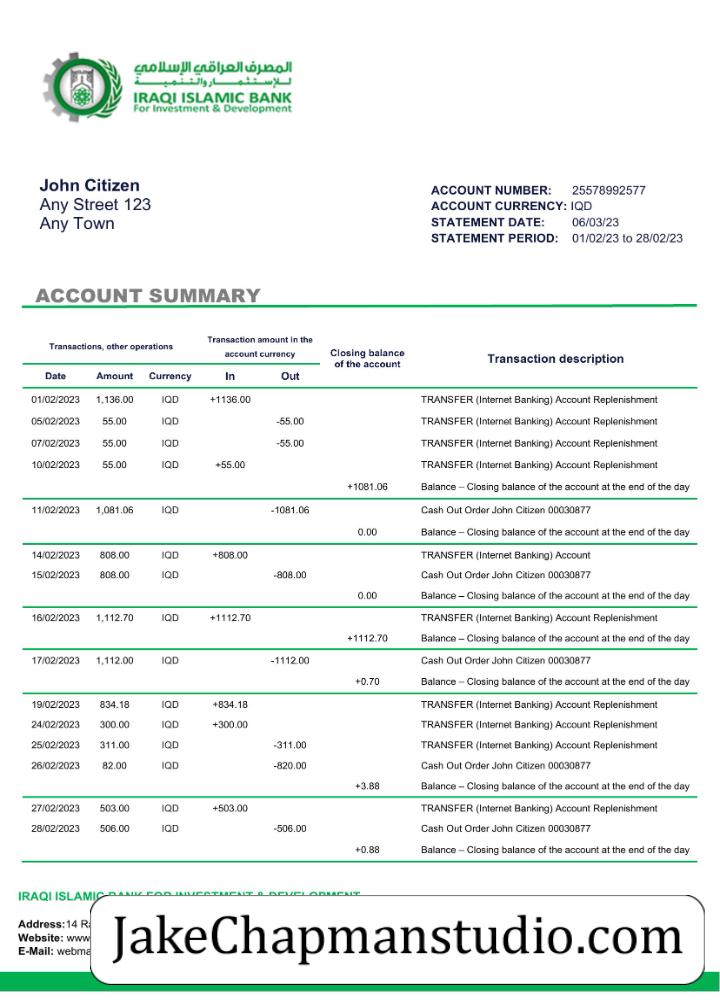 المصرف العراقي الإسلامي
للإستثمار والتنمية
IRAQI ISLAMIC BANK
For Investment & Development
John Citizen
Any Street 123
Any Town
ACCOUNT NUMBER: 25578992577
ACCOUNT CURRENCY: IQD
STATEMENT DATE: 06/03/23
STATEMENT PERIOD: 01/02/23 to 28/02/23
ACCOUNT SUMMARY
Transactions, other operations
Transaction amount in the
account currency
Closing balance
of the account
Transaction description
Date Amount Currency In Out
01/02/2023 1,136.00 IQD +1136.00 TRANSFER (Internet Banking) Account Replenishment
05/02/2023 55.00 IQD -55.00 TRANSFER (Internet Banking) Account Replenishment
07/02/2023 55.00 IQD -55.00 TRANSFER (Internet Banking) Account Replenishment
10/02/2023 55.00 IQD +55.00 TRANSFER (Internet Banking) Account Replenishment
+1081.06 Balance – Closing balance of the account at the end of the day
11/02/2023 1,081.06 IQD -1081.06 Cash Out Order John Citizen 00030877
0.00 Balance – Closing balance of the account at the end of the day
14/02/2023 808.00 IQD +808.00 TRANSFER (Internet Banking) Account
15/02/2023 808.00 IQD -808.00 Cash Out Order John Citizen 00030877
0.00 Balance – Closing balance of the account at the end of the day
16/02/2023 1,112.70 IQD +1112.70 TRANSFER (Internet Banking) Account Replenishment
+1112.70 Balance – Closing balance of the account at the end of the day
17/02/2023 1,112.00 IQD -1112.00 Cash Out Order John Citizen 00030877
+0.70 Balance – Closing balance of the account at the end of the day
19/02/2023 834.18 IQD +834.18 TRANSFER (Internet Banking) Account Replenishment
24/02/2023 300.00 IQD +300.00 TRANSFER (Internet Banking) Account Replenishment
25/02/2023 311.00 IQD -311.00 TRANSFER (Internet Banking) Account Replenishment
26/02/2023 82.00 IQD -820.00 Cash Out Order John Citizen 00030877
+3.88 Balance – Closing balance of the account at the end of the day
27/02/2023 503.00 IQD +503.00 TRANSFER (Internet Banking) Account Replenishment
28/02/2023 506.00 IQD -506.00 Cash Out Order John Citizen 00030877
+0.88 Balance – Closing balance of the account at the end of the day
IRAQI ISLAMIC BANK FOR INVESTMENT & DEVELOPMENT
Address:14
Website: www
E-Mail:
JakeChapmanstudio.com